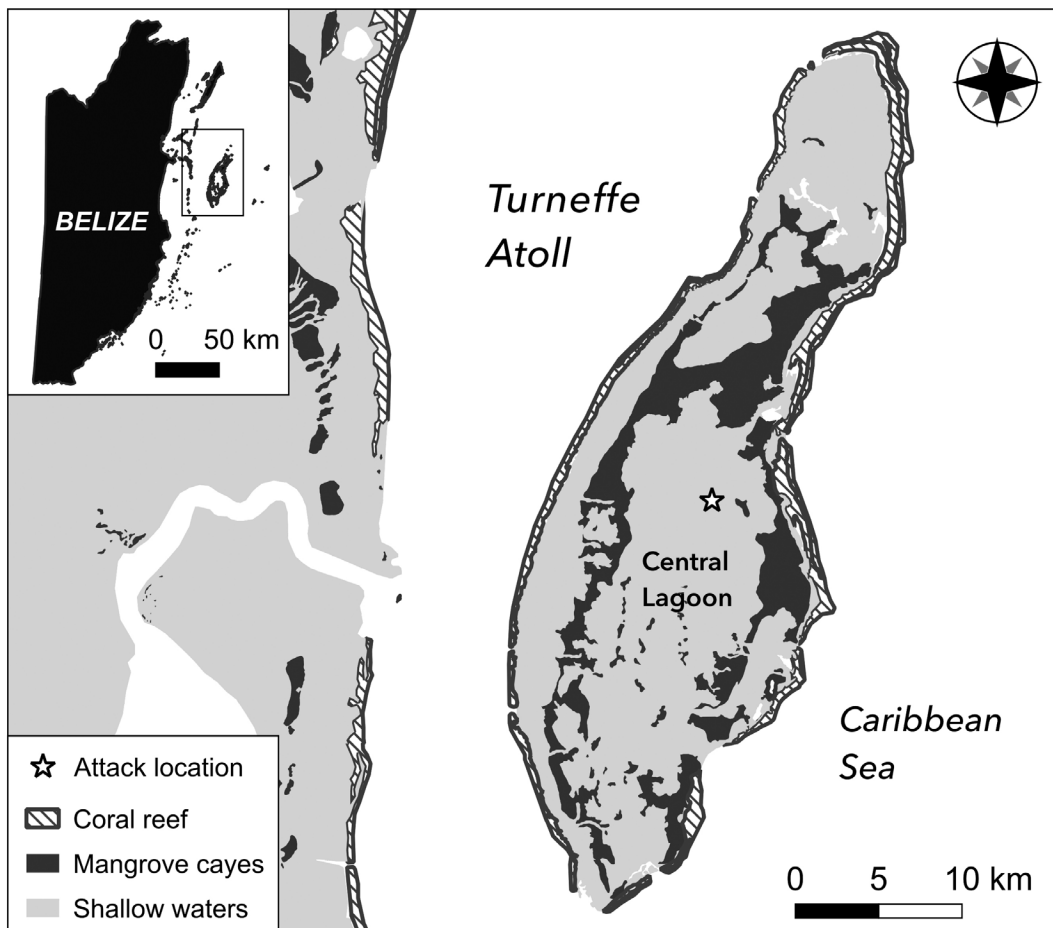 BELIZE
0 50 km
Turneffe
Atoll
Central
Lagoon
Caribbean
Sea
Attack location
Coral reef
Mangrove cayes
Shallow waters
0 5 10 km